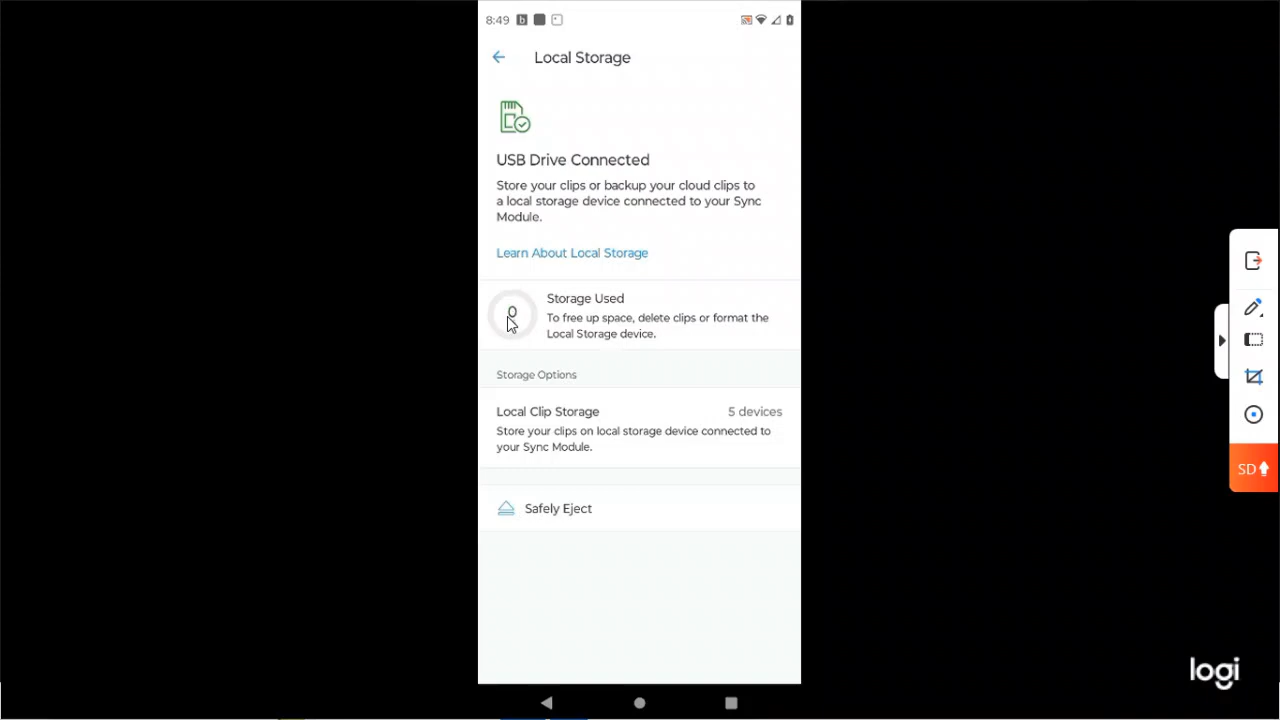 8:49
Local Storage
USB Drive Connected
Store your clips or backup your cloud clips to
a local storage device connected to your Sync
Module.
Learn About Local Storage
0
Storage Used
To free up space, delete clips or format the
Local Storage device.
Storage Options
Local Clip Storage 5 devices
Store your clips on local storage device connected to
your Sync Module.
Safely Eject
SD
logi